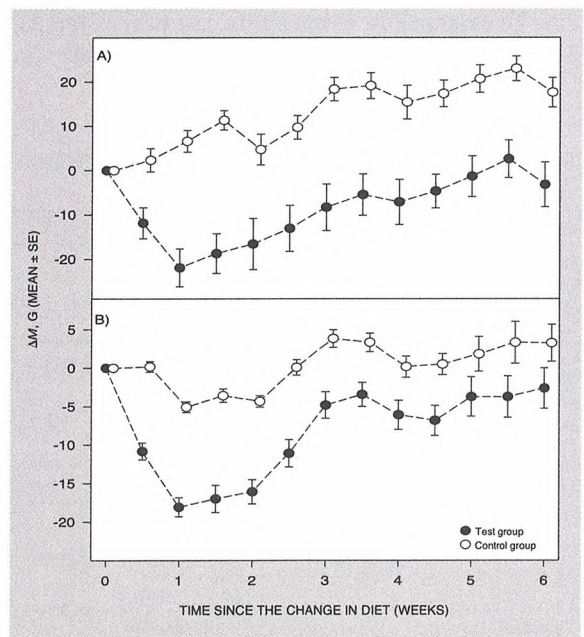 A)
20
10
0
-10
-20
ΔM, G (MEAN ± SE)
B)
5
0
-5
-10
-15
-20
Test group
Control group
0 1 2 3 4 5 6
TIME SINCE THE CHANGE IN DIET (WEEKS)